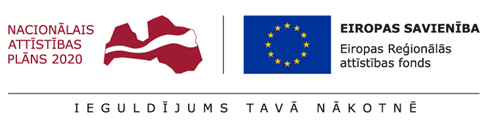 NACIONĀLAIS
ATTĪSTĪBAS
PLĀNS 2020
EIROPAS SAVIENĪBA
Eiropas Reģionālās
attīstības fonds
IEGULDĪJUMS TAVĀ NĀKOTNĒ